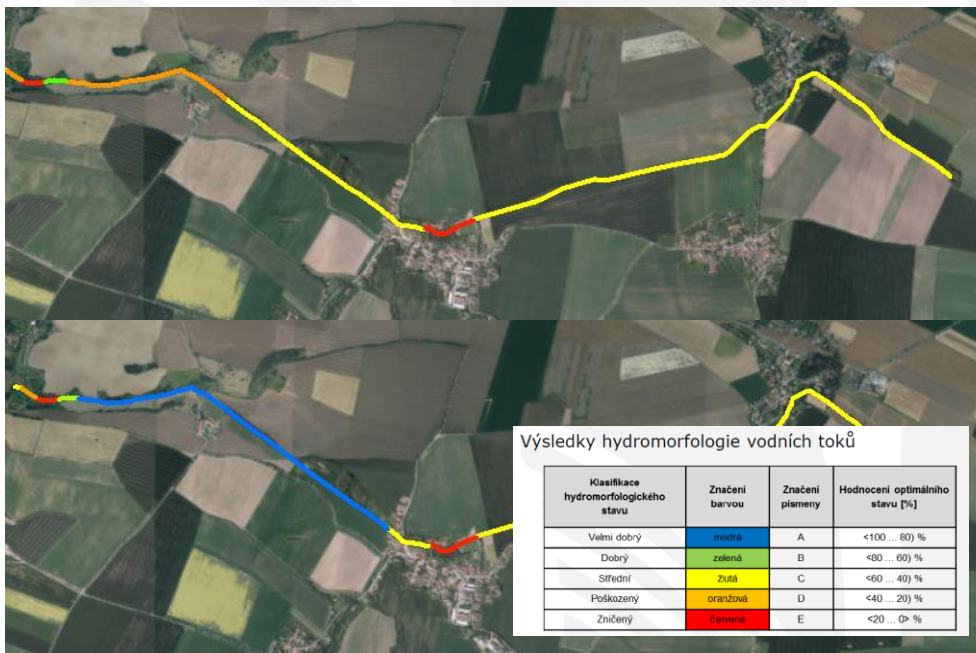 Výsledky hydromorfologie vodních toků
Klasifikace hydromorfologického stavu | Značení barvou | Značení písmeny | Hodnocení optimálního stavu [%]
Velmi dobrý | modrá | A | <100 ... 80) %
Dobrý | zelená | B | <80 ... 60) %
Střední | žlutá | C | <60 ... 40) %
Poškozený | oranžová | D | <40 ... 20) %
Zničený | červená | E | <20 ... 0> %